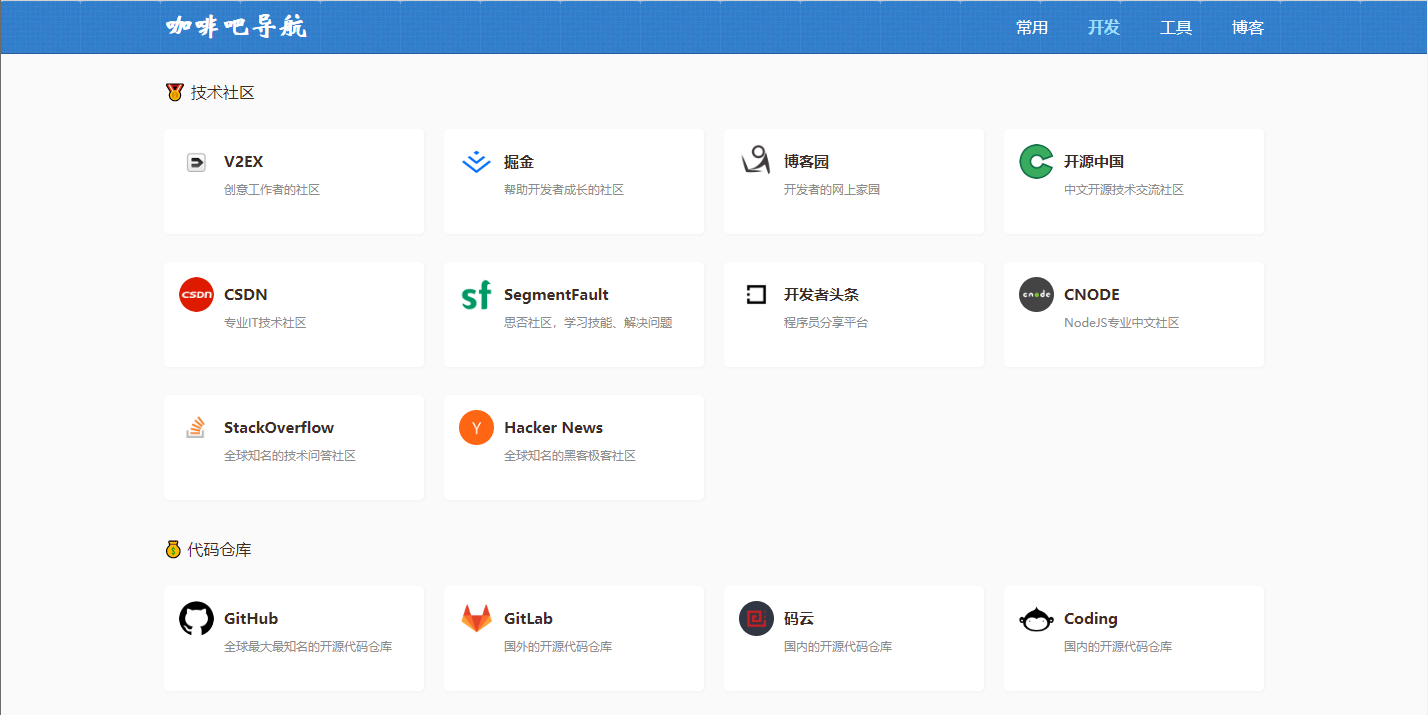 咖啡吧导航 常用 开发 工具 博客
技术社区
V2EX 掘金 博客园 开源中国
创意工作者的社区 帮助开发者成长的社区 开发者的网上家园 中文开源技术交流社区
CSDN CSDN SegmentFault 开发者头条 cnode CNODE
专业IT技术社区 思否社区，学习技能、解决问题 程序员分享平台 NodeJS专业中文社区
StackOverflow Y Hacker News
全球知名的技术问答社区 全球知名的黑客极客社区
代码仓库
GitHub GitLab 码云 Coding
全球最大最知名的开源代码仓库 国外的开源代码仓库 国内的开源代码仓库 国内的开源代码仓库